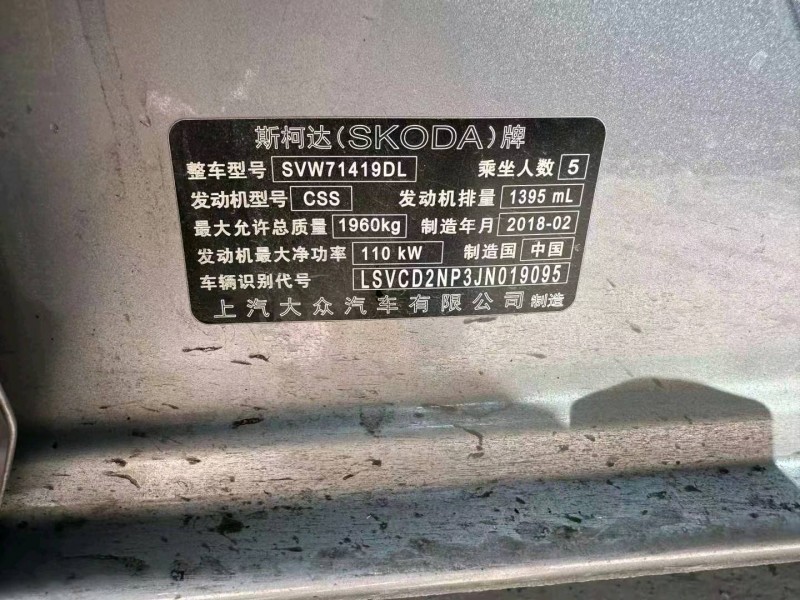 斯柯达(SKODA)牌
整车型号 SVW71419DL 乘坐人数 5
发动机型号 CSS 发动机排量 1395 mL
最大允许总质量 1960kg 制造年月 2018-02
发动机最大净功率 110 kW 制造国 中国
车辆识别代号 LSVCD2NP3JN019095
上汽大众汽车有限公司 制造